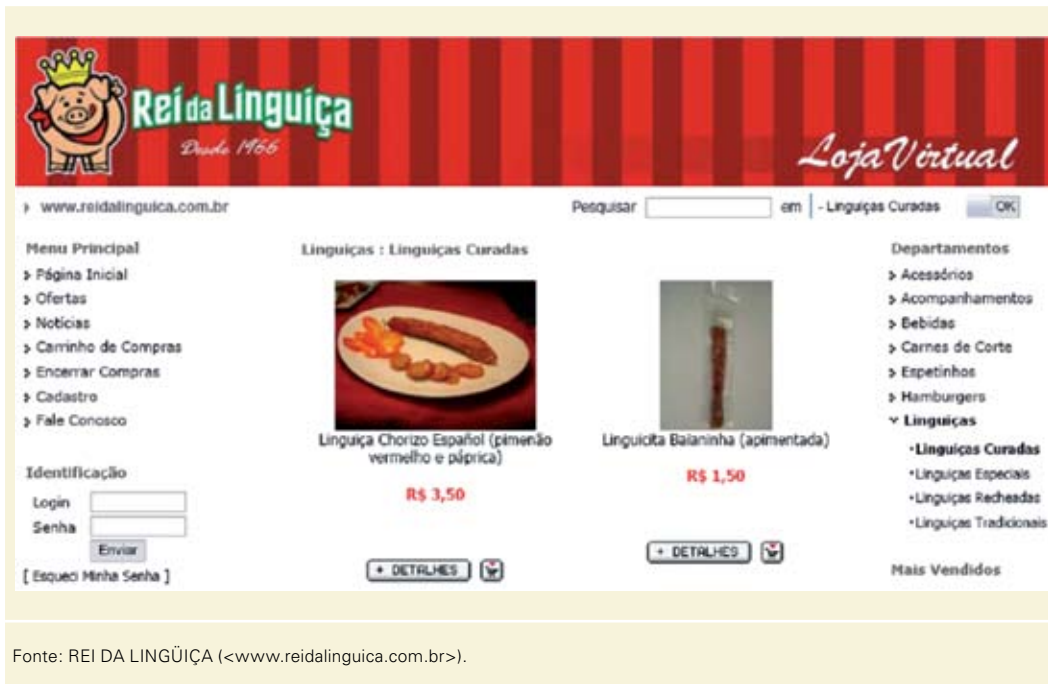 Rei da Linguiça
Desde 1966
Loja Virtual
www.reidalinguica.com.br
Pesquisar em - Linguiças Curadas OK
Menu Principal
Página Inicial
Ofertas
Notícias
Carrinho de Compras
Encerrar Compras
Cadastro
Fale Conosco
Identificação
Login
Senha
Enviar
[ Esqueci Minha Senha ]
Linguiças : Linguiças Curadas
Linguiça Chorizo Español (pimenão
vermelho e páprica)
R$ 3,50
+ DETALHES
Linguicita Baianinha (apimentada)
R$ 1,50
+ DETALHES
Departamentos
Acessórios
Acompanhamentos
Bebidas
Carnes de Corte
Espetinhos
Hamburgers
Linguiças
•Linguiças Curadas
•Linguiças Especiais
•Linguiças Recheadas
•Linguiças Tradicionais
Mais Vendidos
Fonte: REI DA LINGÜIÇA (<www.reidalinguica.com.br>).